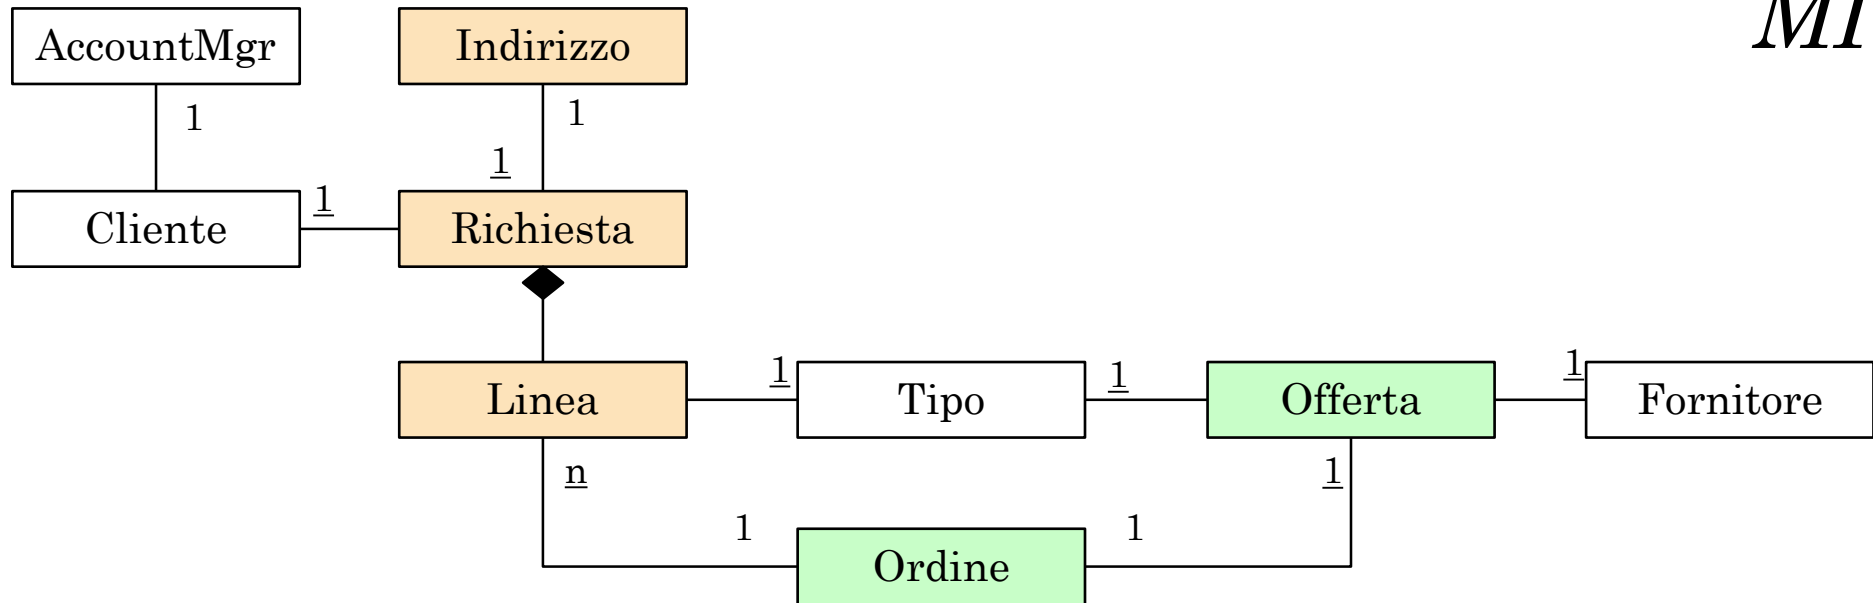 MI
AccountMgr
Indirizzo
1
1
1
1
Cliente
Richiesta
Linea
1
Tipo
1
Offerta
1
Fornitore
n
1
1
1
Ordine